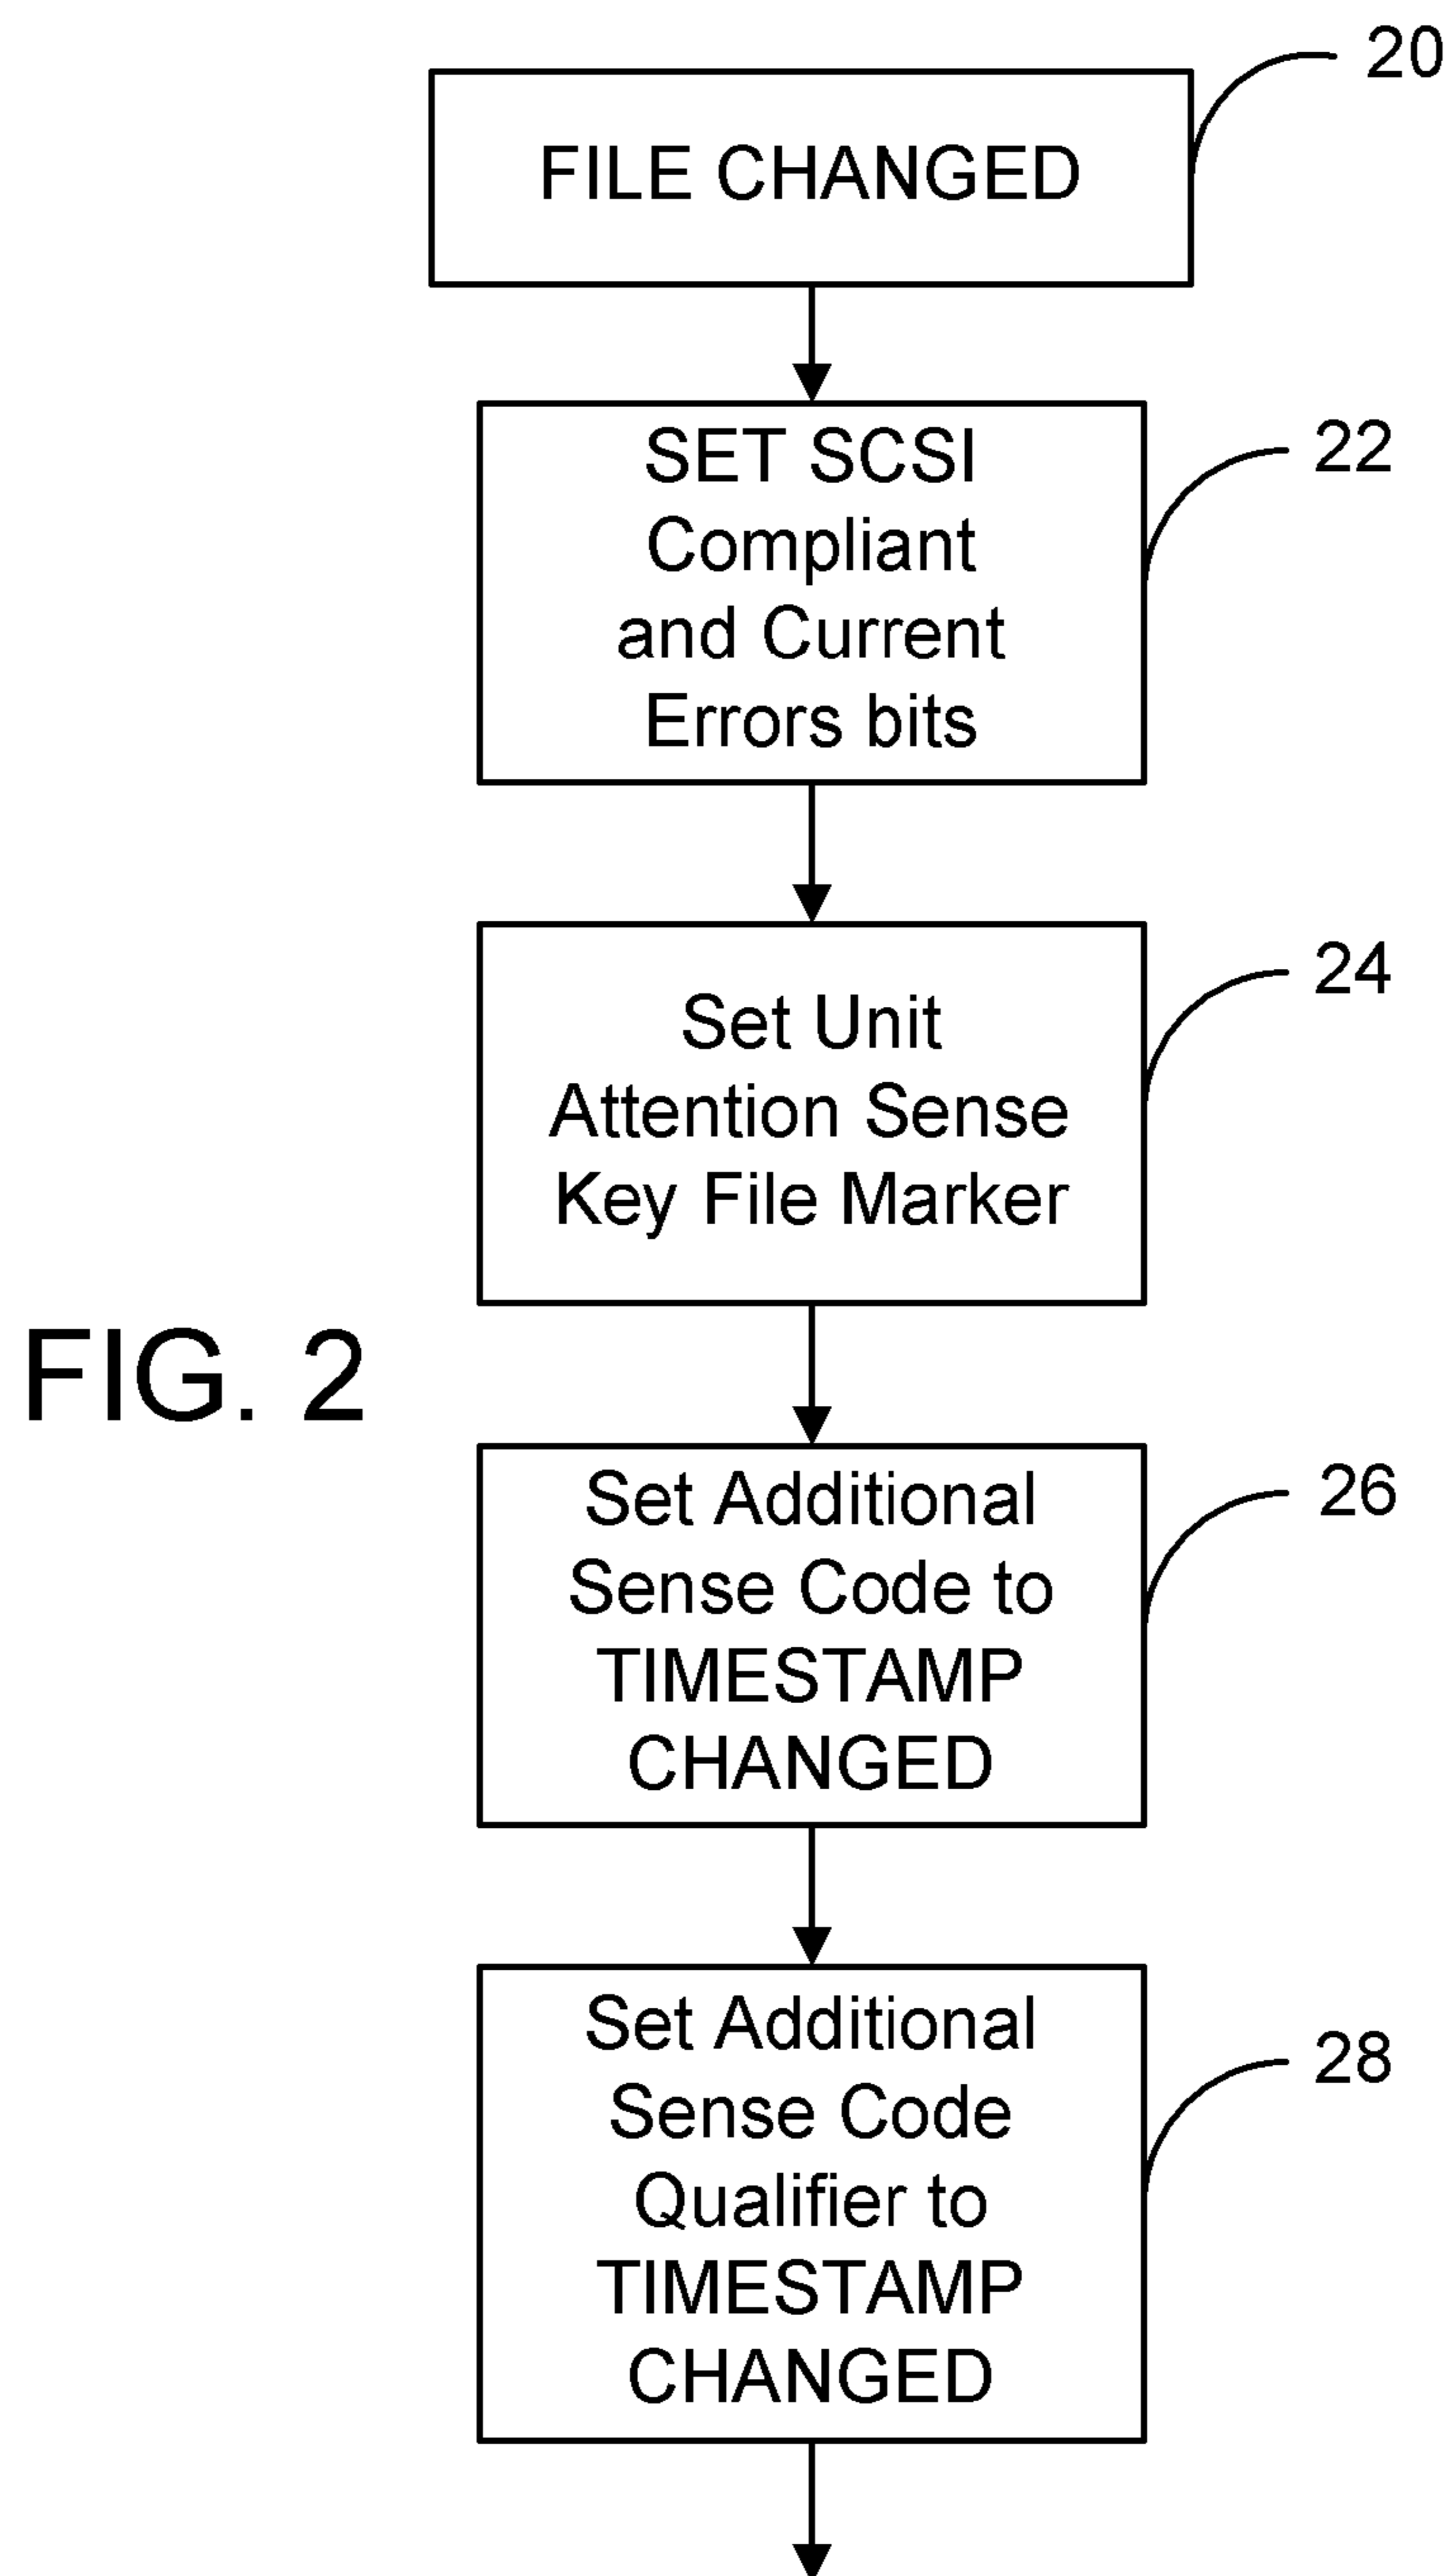 20
FILE CHANGED
22
SET SCSI
Compliant
and Current
Errors bits
24
Set Unit
Attention Sense
Key File Marker
FIG. 2
26
Set Additional
Sense Code to
TIMESTAMP
CHANGED
28
Set Additional
Sense Code
Qualifier to
TIMESTAMP
CHANGED